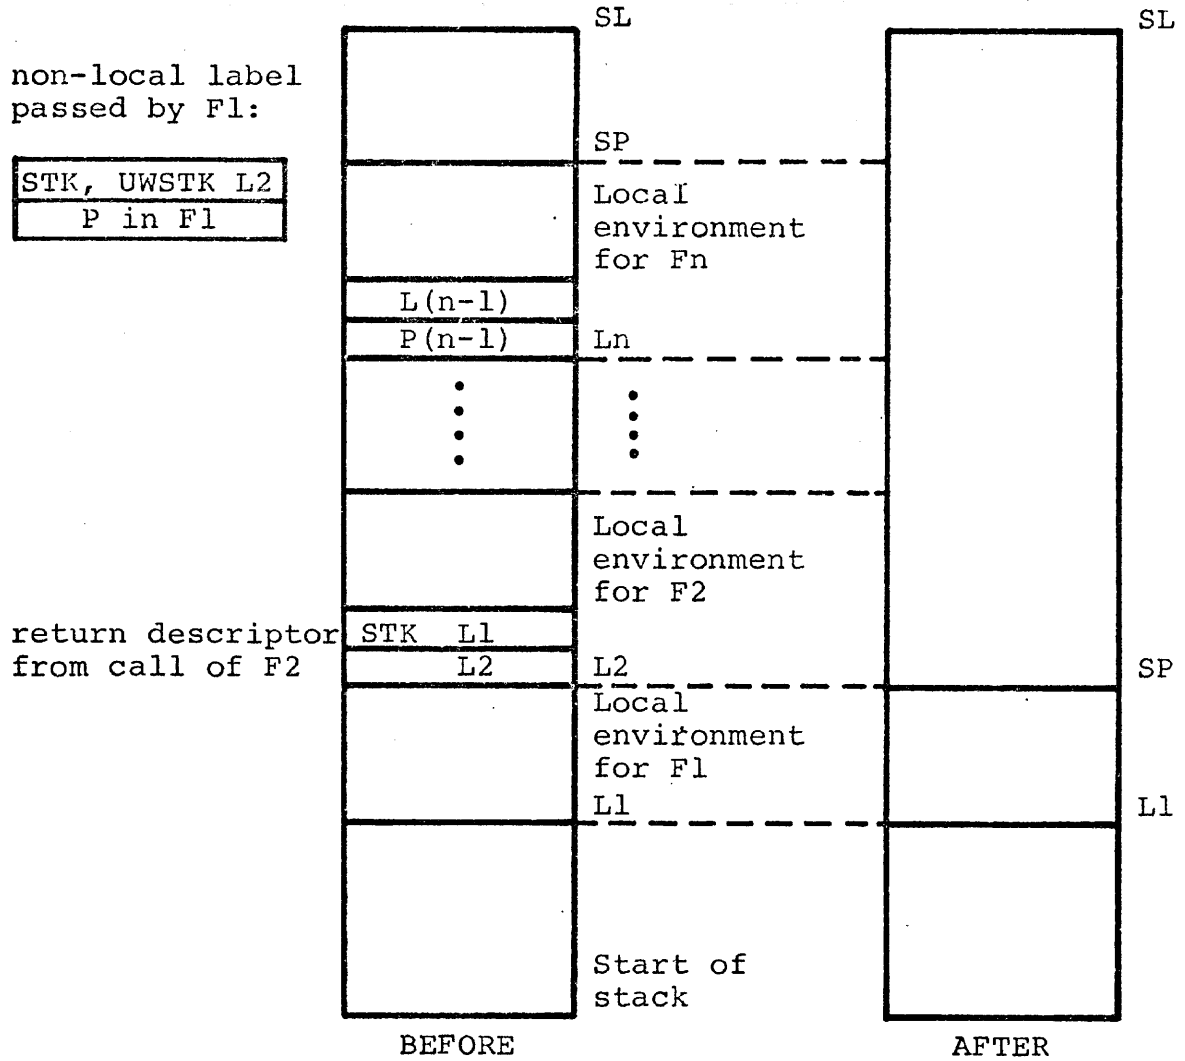 SL
SL
non-local label
passed by F1:
SP
STK, UWSTK L2
P in F1
Local
environment
for Fn
L(n-1)
P(n-1)
Ln
Local
environment
for F2
return descriptor
from call of F2
STK L1
L2
L2
SP
Local
environment
for F1
L1
L1
Start of
stack
BEFORE
AFTER